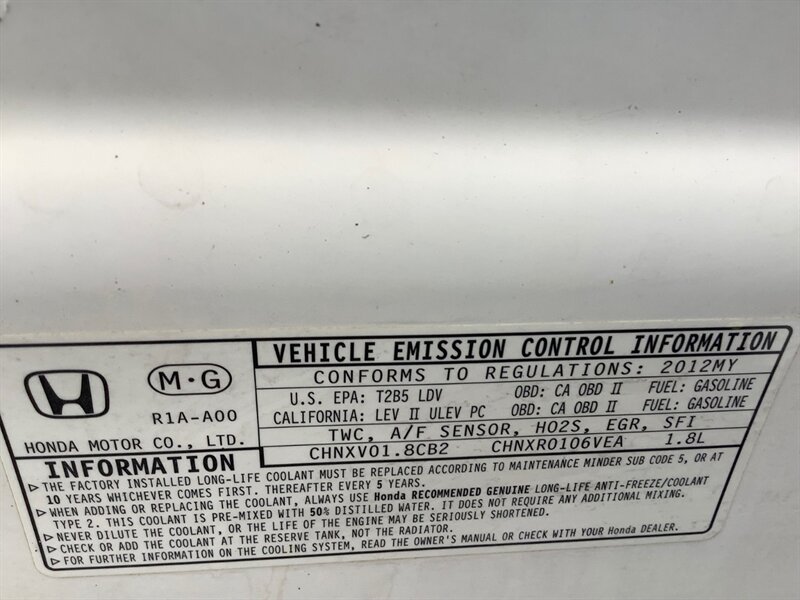 VEHICLE EMISSION CONTROL INFORMATION
CONFORMS TO REGULATIONS: 2012MY
U.S. EPA: T2B5 LDV OBD: CA OBD II FUEL: GASOLINE
CALIFORNIA: LEV II ULEV PC OBD: CA OBD II FUEL: GASOLINE
TWC, A/F SENSOR, HO2S, EGR, SFI
CHNXV01.8CB2 CHNXR0106VEA 1.8L
M·G
R1A-A00
HONDA MOTOR CO., LTD.
INFORMATION
▷ THE FACTORY INSTALLED LONG-LIFE COOLANT MUST BE REPLACED ACCORDING TO MAINTENANCE MINDER SUB CODE 5, OR AT
10 YEARS WHICHEVER COMES FIRST. THEREAFTER EVERY 5 YEARS.
▷ WHEN ADDING OR REPLACING THE COOLANT, ALWAYS USE Honda RECOMMENDED GENUINE LONG-LIFE ANTI-FREEZE/COOLANT
TYPE 2. THIS COOLANT IS PRE-MIXED WITH 50% DISTILLED WATER. IT DOES NOT REQUIRE ANY ADDITIONAL MIXING.
▷ NEVER DILUTE THE COOLANT, OR THE LIFE OF THE ENGINE MAY BE SERIOUSLY SHORTENED.
▷ CHECK OR ADD THE COOLANT AT THE RESERVE TANK, NOT THE RADIATOR.
▷ FOR FURTHER INFORMATION ON THE COOLING SYSTEM, READ THE OWNER'S MANUAL OR CHECK WITH YOUR Honda DEALER.